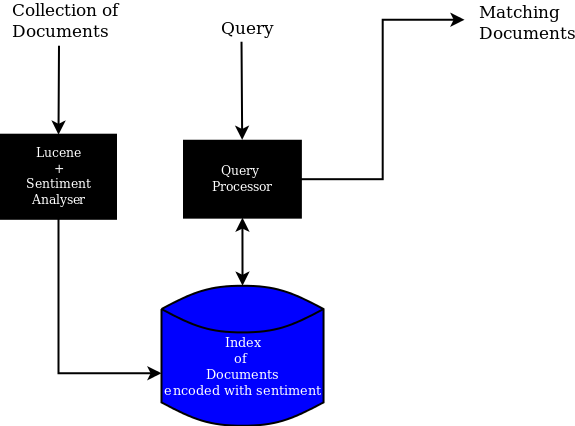 Collection of
Documents
Query
Matching
Documents
Lucene
+
Sentiment
Analyser
Query
Processor
Index
of
Documents
encoded with sentiment